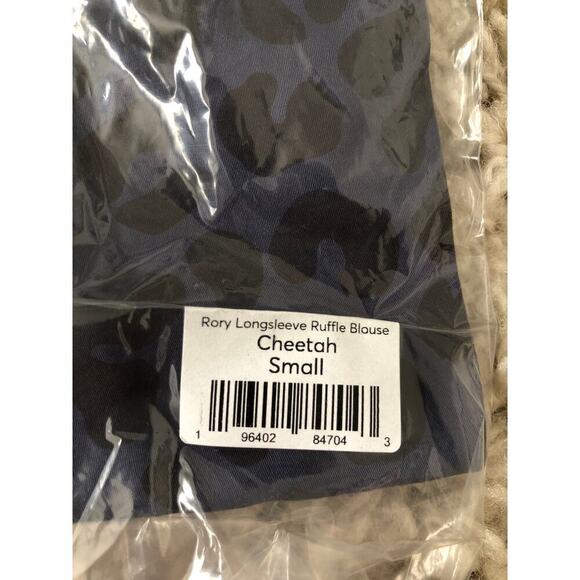 Rory Longsleeve Ruffle Blouse
Cheetah
Small
1 96402 84704 3